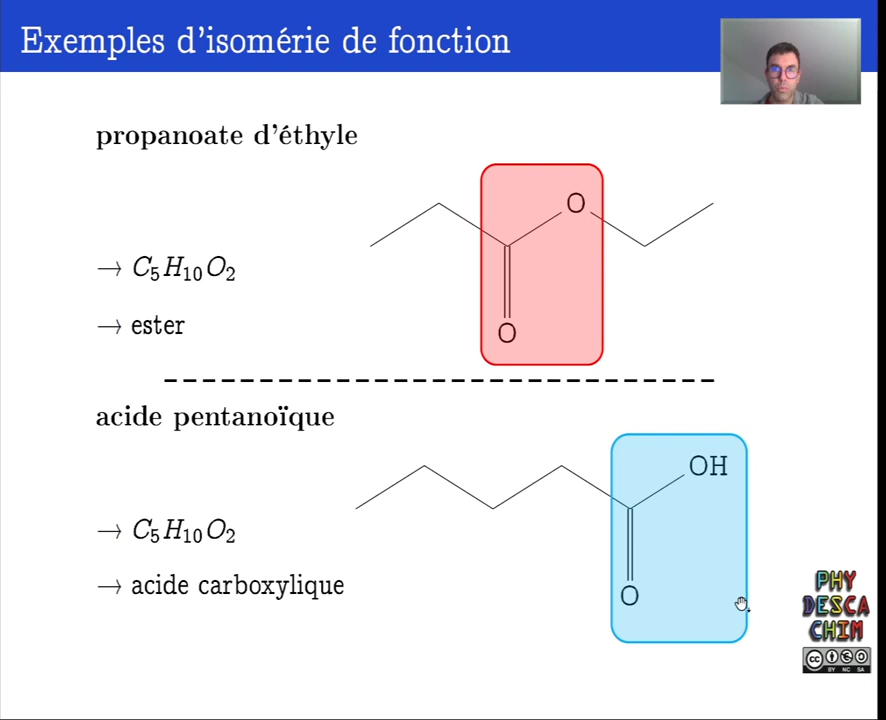 Exemples d'isomérie de fonction
propanoate d'éthyle
O
→ C5H10O2
→ ester
O
acide pentanoïque
OH
→ C5H10O2
→ acide carboxylique
O
PHY
DESCA
CHIM
cc
BY NC SA